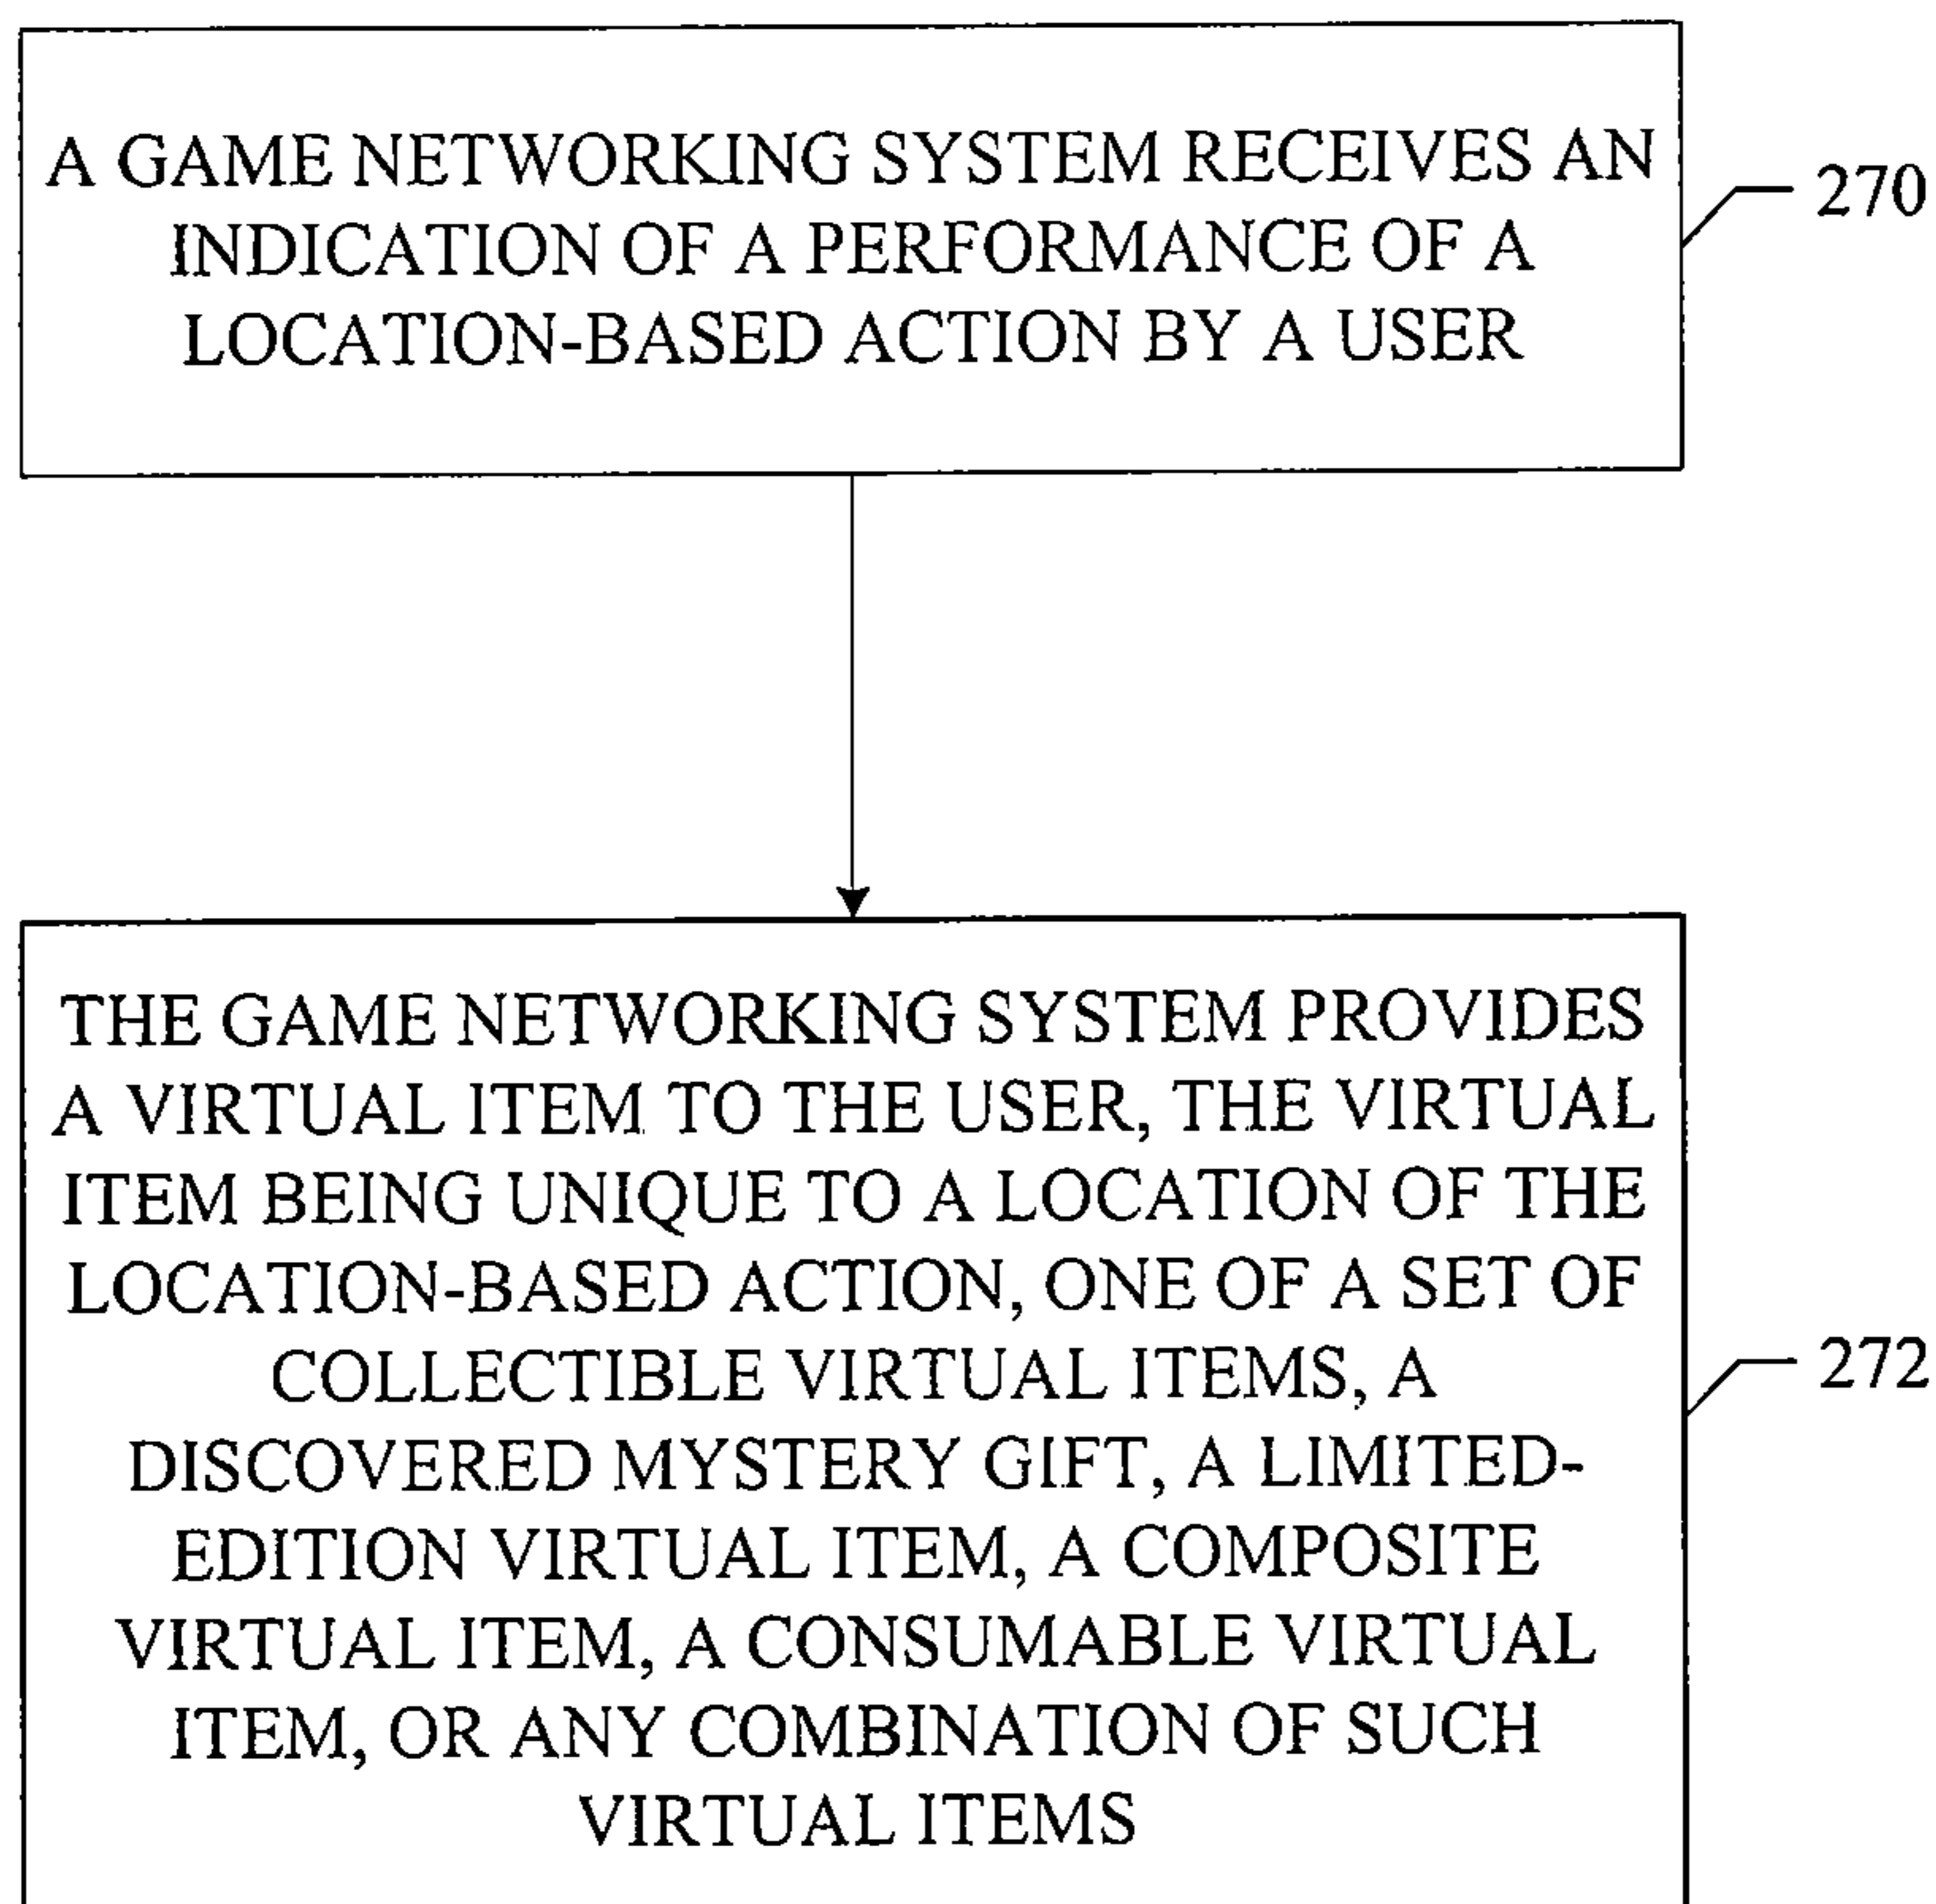 A GAME NETWORKING SYSTEM RECEIVES AN
INDICATION OF A PERFORMANCE OF A
LOCATION-BASED ACTION BY A USER
270
THE GAME NETWORKING SYSTEM PROVIDES
A VIRTUAL ITEM TO THE USER, THE VIRTUAL
ITEM BEING UNIQUE TO A LOCATION OF THE
LOCATION-BASED ACTION, ONE OF A SET OF
COLLECTIBLE VIRTUAL ITEMS, A
DISCOVERED MYSTERY GIFT, A LIMITED-
EDITION VIRTUAL ITEM, A COMPOSITE
VIRTUAL ITEM, A CONSUMABLE VIRTUAL
ITEM, OR ANY COMBINATION OF SUCH
VIRTUAL ITEMS
272